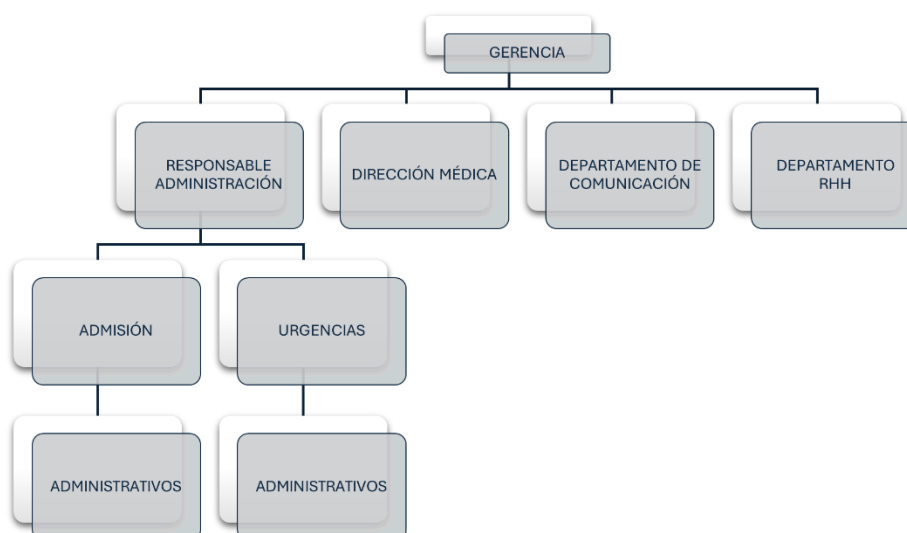 GERENCIA
RESPONSABLE
ADMINISTRACIÓN
DIRECCIÓN MÉDICA
DEPARTAMENTO DE
COMUNICACIÓN
DEPARTAMENTO
RHH
ADMISIÓN
URGENCIAS
ADMINISTRATIVOS
ADMINISTRATIVOS